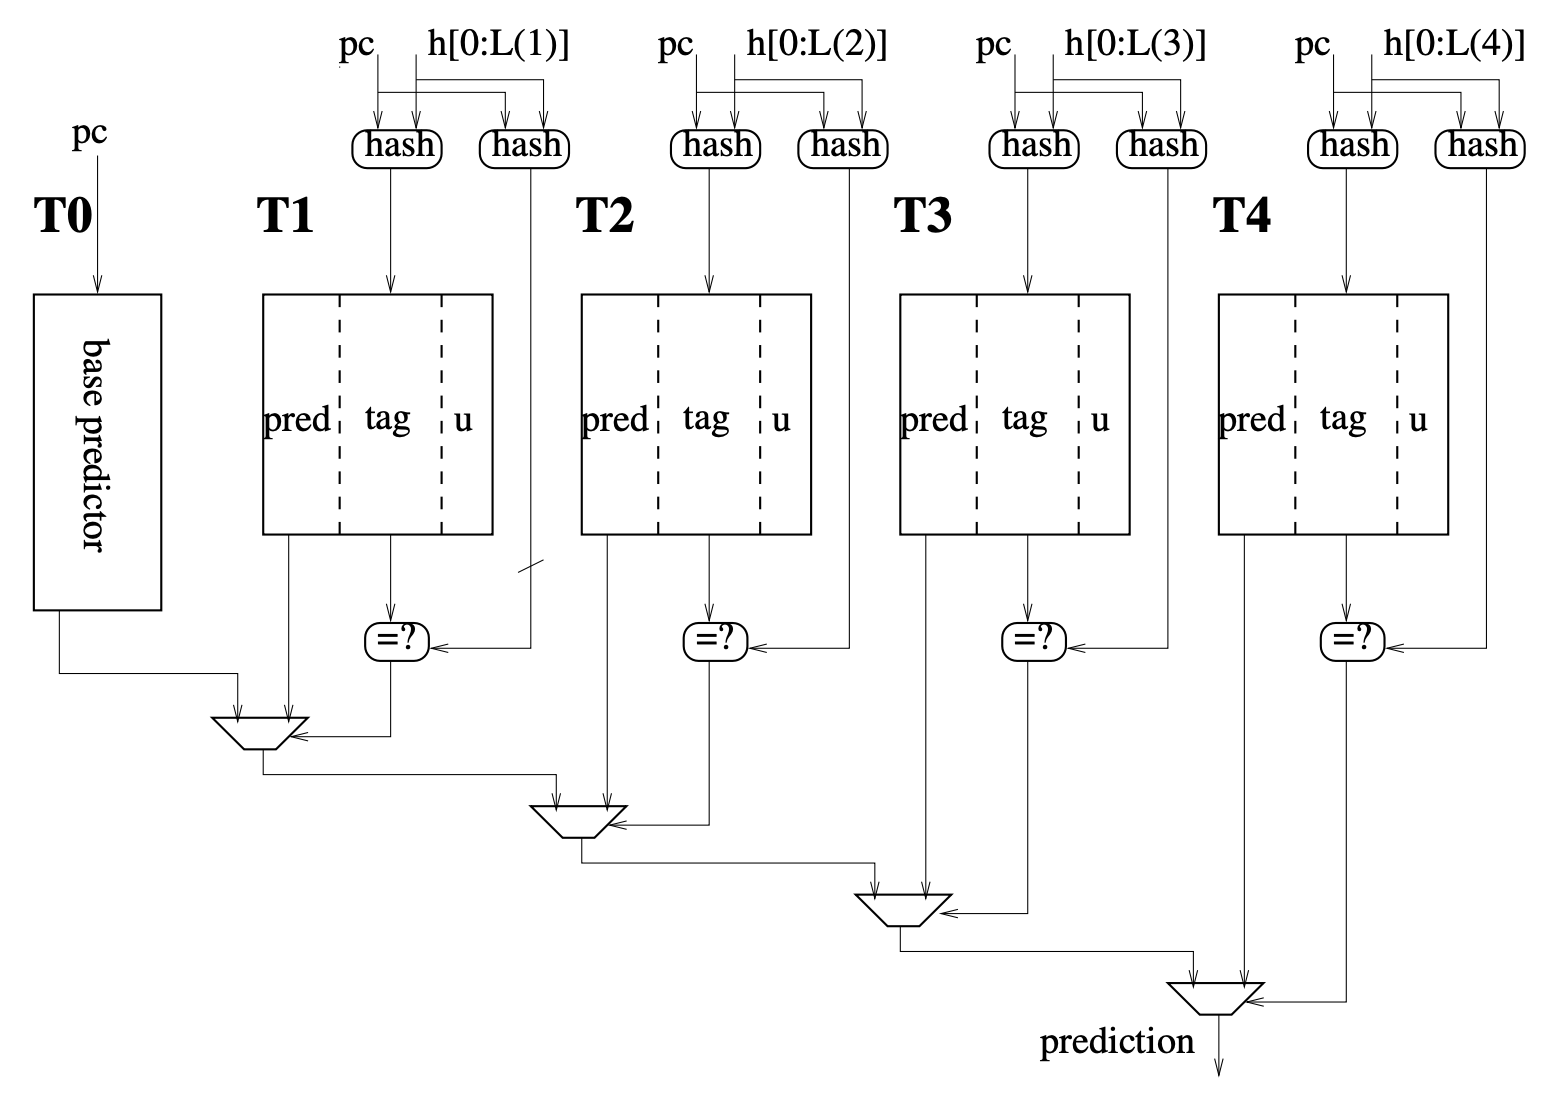 pc h[0:L(1)] pc h[0:L(2)] pc h[0:L(3)] pc h[0:L(4)]
pc
hash hash hash hash hash hash hash hash
T0 T1 T2 T3 T4
base predictor
pred tag u pred tag u pred tag u pred tag u
=? =? =? =?
prediction